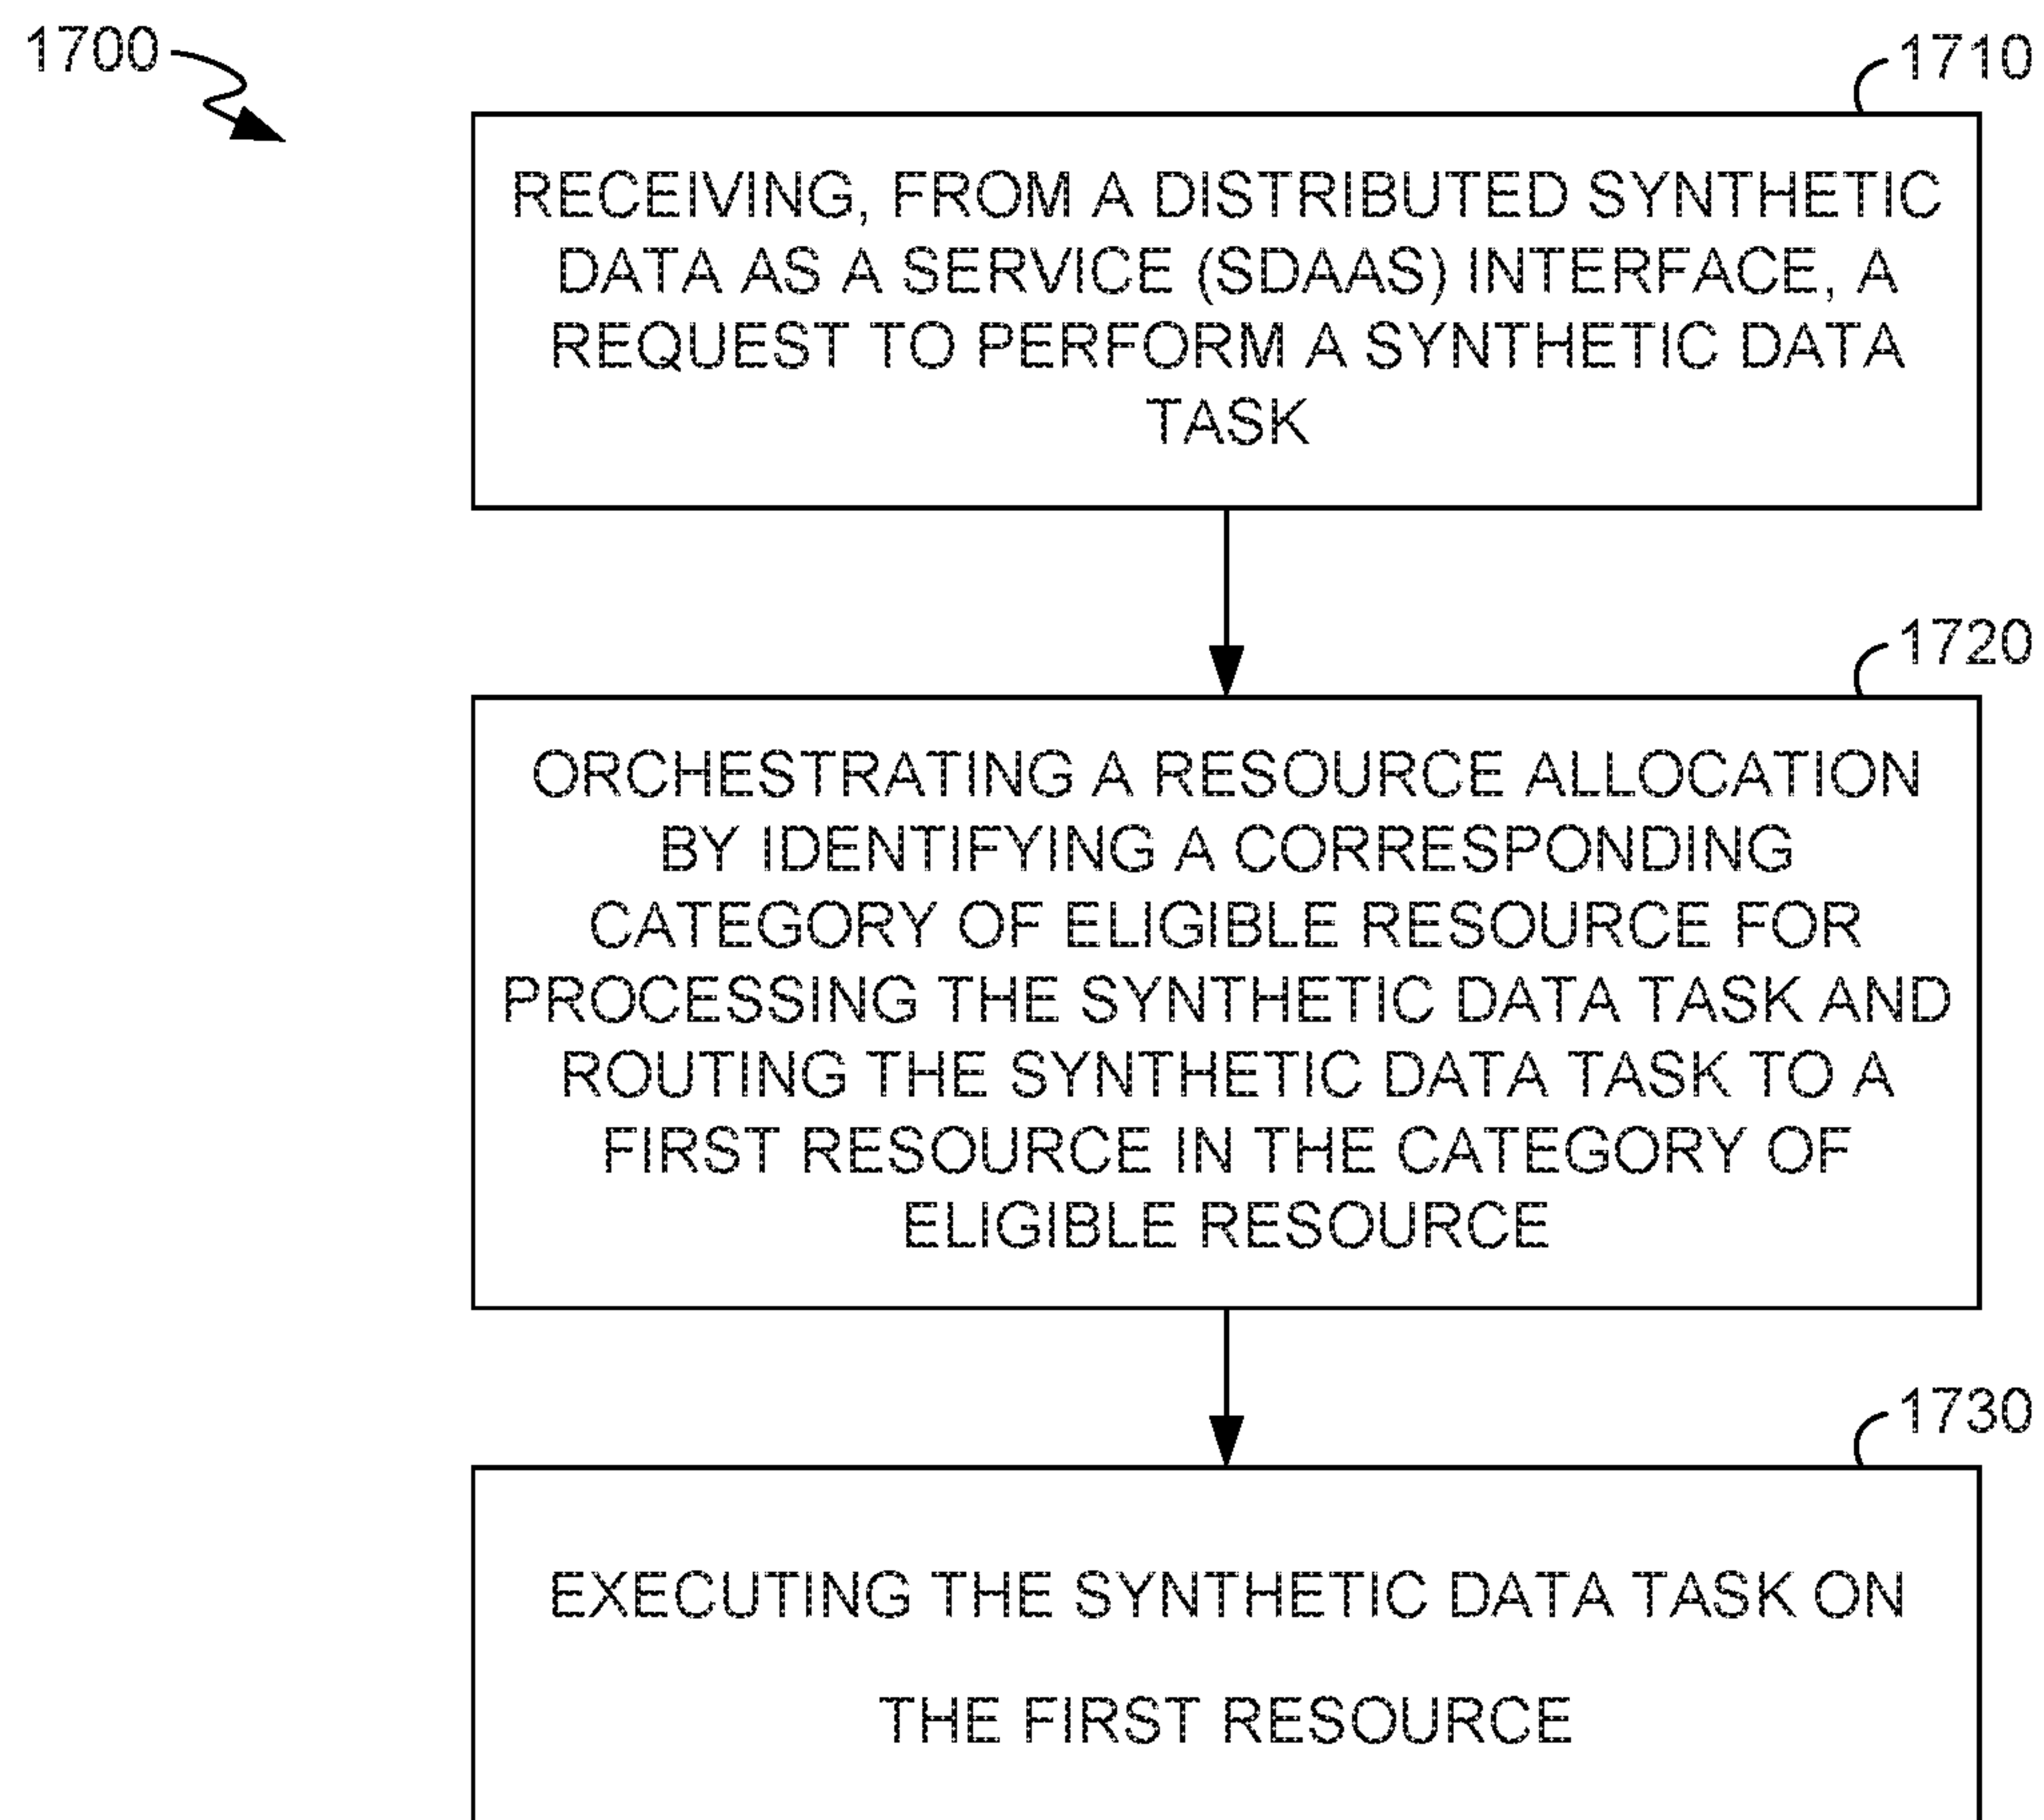 1700
1710
RECEIVING, FROM A DISTRIBUTED SYNTHETIC
DATA AS A SERVICE (SDAAS) INTERFACE, A
REQUEST TO PERFORM A SYNTHETIC DATA
TASK
1720
ORCHESTRATING A RESOURCE ALLOCATION
BY IDENTIFYING A CORRESPONDING
CATEGORY OF ELIGIBLE RESOURCE FOR
PROCESSING THE SYNTHETIC DATA TASK AND
ROUTING THE SYNTHETIC DATA TASK TO A
FIRST RESOURCE IN THE CATEGORY OF
ELIGIBLE RESOURCE
1730
EXECUTING THE SYNTHETIC DATA TASK ON
THE FIRST RESOURCE